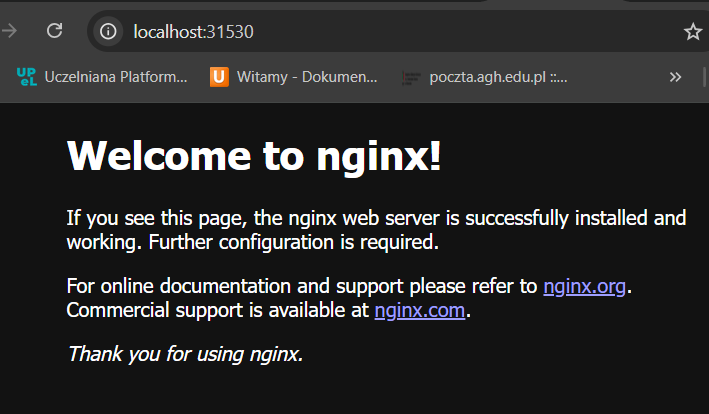 localhost:31530
UP eL Uczelniana Platform... U Witamy - Dokumen... poczta.agh.edu.pl ::...
Welcome to nginx!
If you see this page, the nginx web server is successfully installed and
working. Further configuration is required.
For online documentation and support please refer to nginx.org.
Commercial support is available at nginx.com.
Thank you for using nginx.